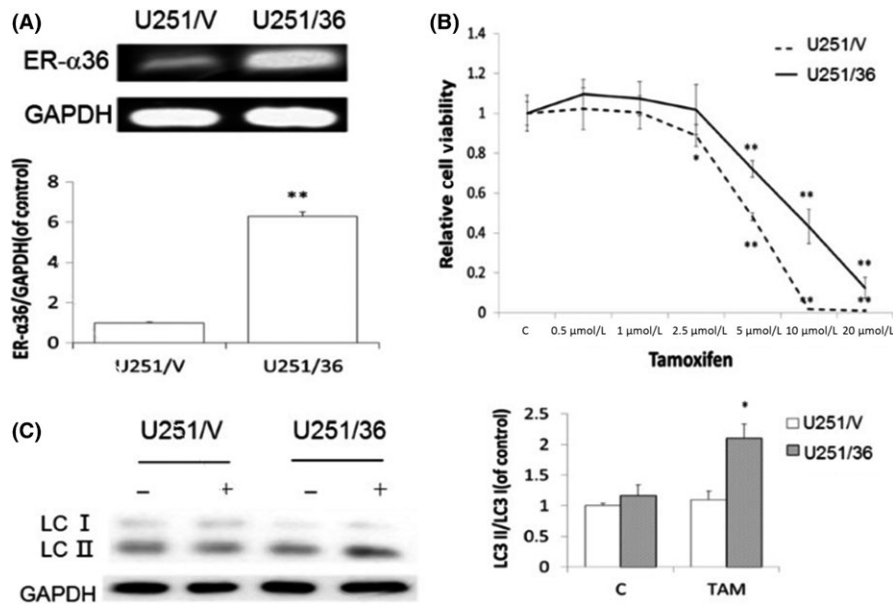 (A)
U251/V U251/36
ER-α36
GAPDH
ER-α36/GAPDH(of control)
8
6
4
2
0
**
U251/V U251/36
(B)
U251/V
U251/36
Relative cell viability
1.4
1.2
1
0.8
0.6
0.4
0.2
0
*
**
**
**
**
**
**
C 0.5 µmol/L 1 µmol/L 2.5 µmol/L 5 µmol/L 10 µmol/L 20 µmol/L
Tamoxifen
(C)
U251/V U251/36
– + – +
LC I
LC II
GAPDH
LC3 II/LC3 I(of control)
2.5
2
1.5
1
0.5
0
*
U251/V
U251/36
C TAM